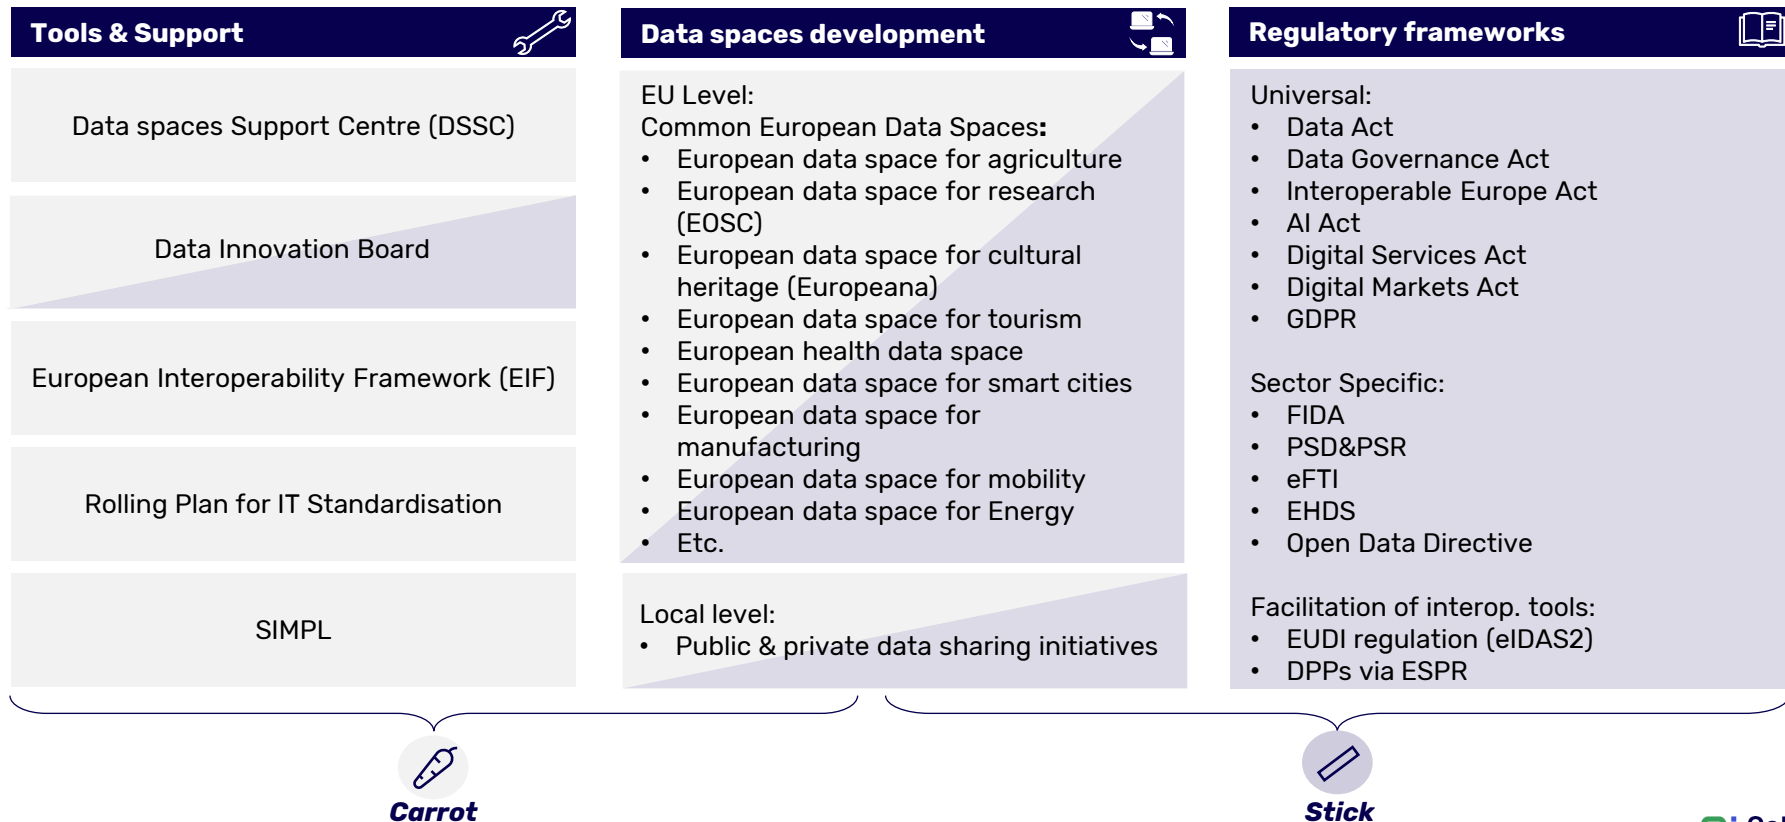 Tools & Support
Data spaces Support Centre (DSSC)
Data Innovation Board
European Interoperability Framework (EIF)
Rolling Plan for IT Standardisation
SIMPL
Data spaces development
EU Level:
Common European Data Spaces:
• European data space for agriculture
• European data space for research
(EOSC)
• European data space for cultural
heritage (Europeana)
• European data space for tourism
• European health data space
• European data space for smart cities
• European data space for
manufacturing
• European data space for mobility
• European data space for Energy
• Etc.
Local level:
• Public & private data sharing initiatives
Regulatory frameworks
Universal:
• Data Act
• Data Governance Act
• Interoperable Europe Act
• AI Act
• Digital Services Act
• Digital Markets Act
• GDPR
Sector Specific:
• FIDA
• PSD&PSR
• eFTI
• EHDS
• Open Data Directive
Facilitation of interop. tools:
• EUDI regulation (eIDAS2)
• DPPs via ESPR
Carrot
Stick